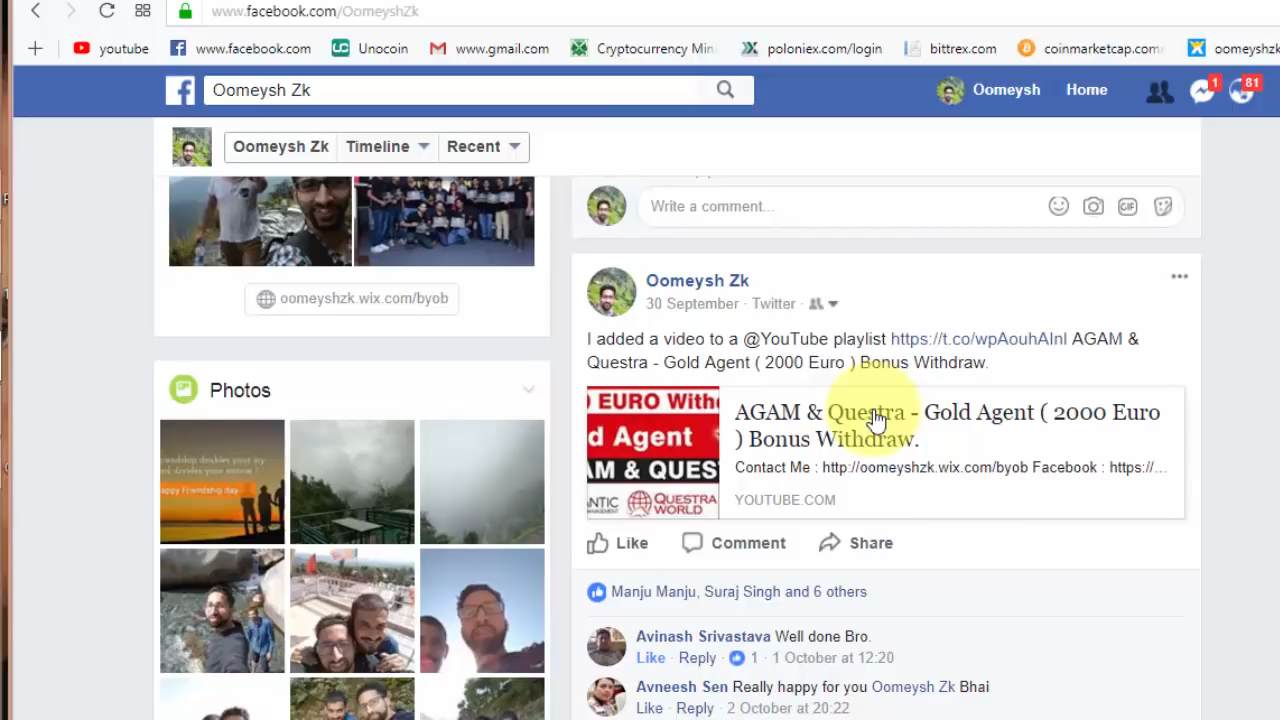 www.facebook.com/OomeyshZk
youtube
www.facebook.com
Unocoin
www.gmail.com
Cryptocurrency Min
poloniex.com/login
bittrex.com
coinmarketcap.com
oomeyshzk
Oomeysh Zk
Oomeysh
Home
1
81
Oomeysh Zk
Timeline
Recent
Write a comment...
GIF
oomeyshzk.wix.com/byob
Oomeysh Zk
30 September · Twitter ·
I added a video to a @YouTube playlist https://t.co/wpAouhAlnI AGAM &
Questra - Gold Agent ( 2000 Euro ) Bonus Withdraw.
EURO With
d Agent
AM & QUES
NTIC
QUESTRA
WORLD
AGAM & Questra - Gold Agent ( 2000 Euro
) Bonus Withdraw.
Contact Me : http://oomeyshzk.wix.com/byob Facebook : https://...
YOUTUBE.COM
Like
Comment
Share
Manju Manju, Suraj Singh and 6 others
Avinash Srivastava Well done Bro.
Like · Reply · 1 · 1 October at 12:20
Avneesh Sen Really happy for you Oomeysh Zk Bhai
Like · Reply · 2 October at 20:22
Photos
appy Friendship day